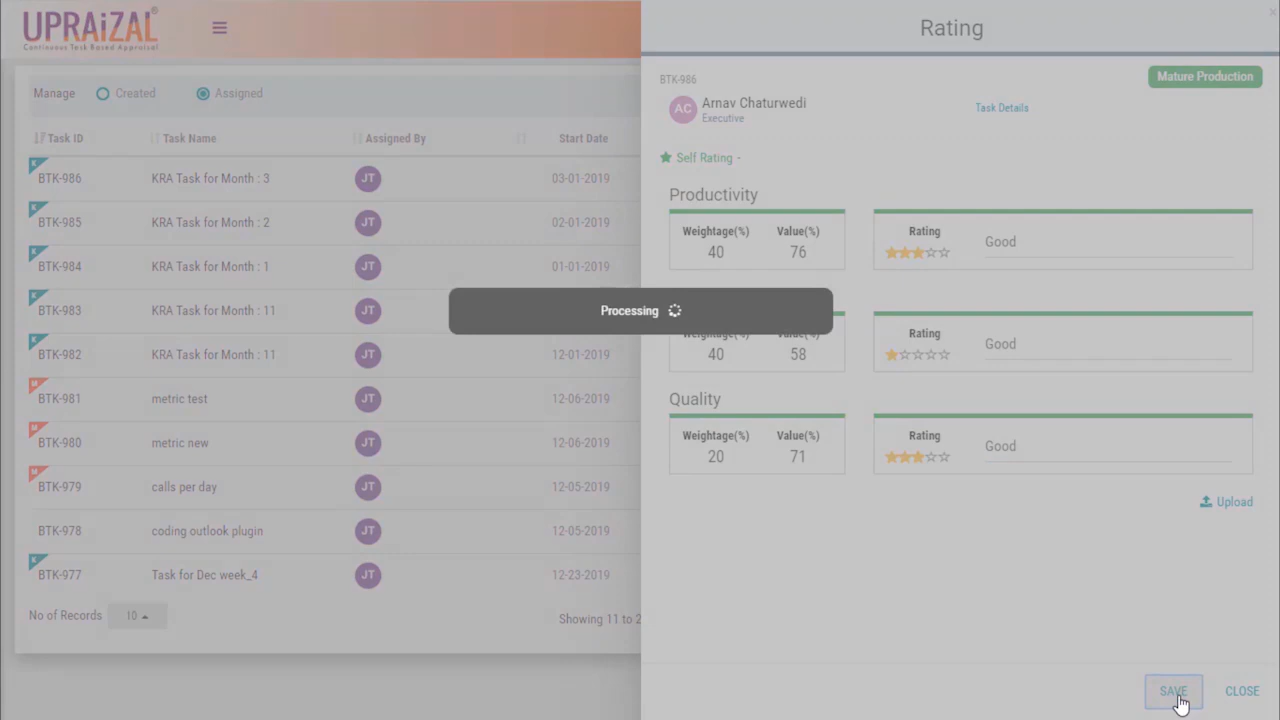 UPRAiZAL®
Continuous Task Based Appraisal
Manage Created Assigned
Task ID Task Name Assigned By Start Date
K BTK-986 KRA Task for Month : 3 JT 03-01-2019
K BTK-985 KRA Task for Month : 2 JT 02-01-2019
K BTK-984 KRA Task for Month : 1 JT 01-01-2019
K BTK-983 KRA Task for Month : 11 JT 11-01-2019
K BTK-982 KRA Task for Month : 11 JT 12-01-2019
M BTK-981 metric test JT 12-06-2019
M BTK-980 metric new JT 12-06-2019
M BTK-979 calls per day JT 12-05-2019
BTK-978 coding outlook plugin JT 12-05-2019
K BTK-977 Task for Dec week_4 JT 12-23-2019
No of Records 10 Showing 11 to 2
Rating
×
BTK-986
Mature Production
AC Arnav Chaturwedi
Executive
Task Details
Self Rating -
Productivity
Weightage(%) Value(%) Rating
40 76 Good
Processing
Weightage(%) Value(%) Rating
40 58 Good
Quality
Weightage(%) Value(%) Rating
20 71 Good
Upload
SAVE CLOSE